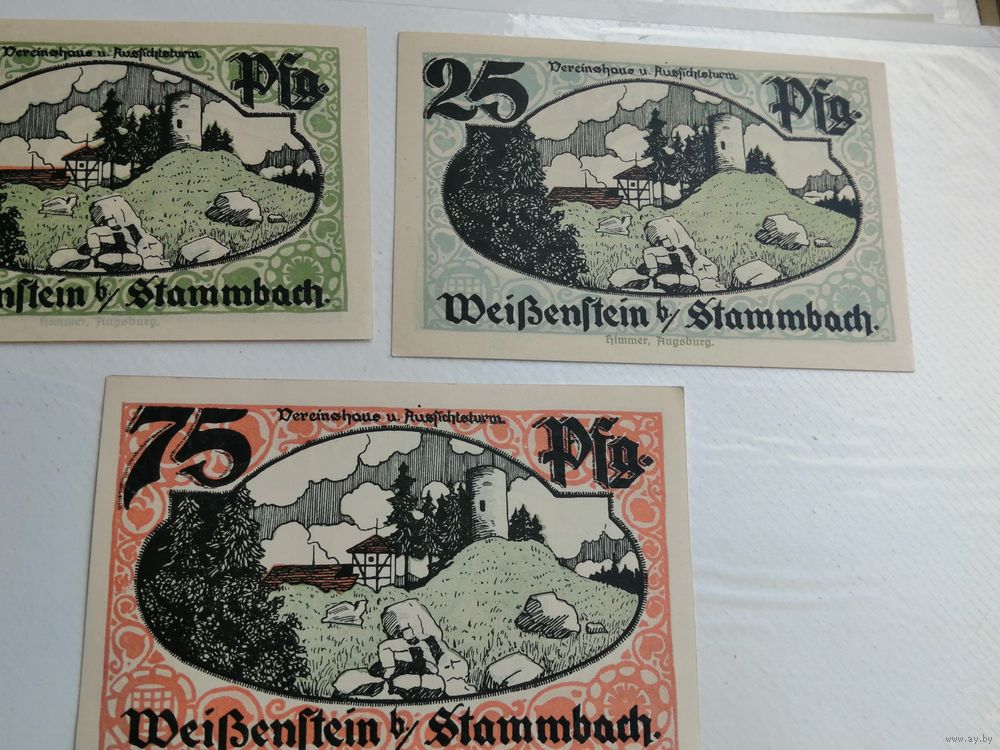 Vereinshaus u. Aussichtsturm
Pfg.
nstein b/ Stammbach.
Himmer, Augsburg.
Vereinshaus u. Aussichtsturm
25 Pfg.
Weißenstein b/ Stammbach.
Himmer, Augsburg.
Vereinshaus u. Aussichtsturm
75 Pfg.
Weißenstein b/ Stammbach.
www.ay.by